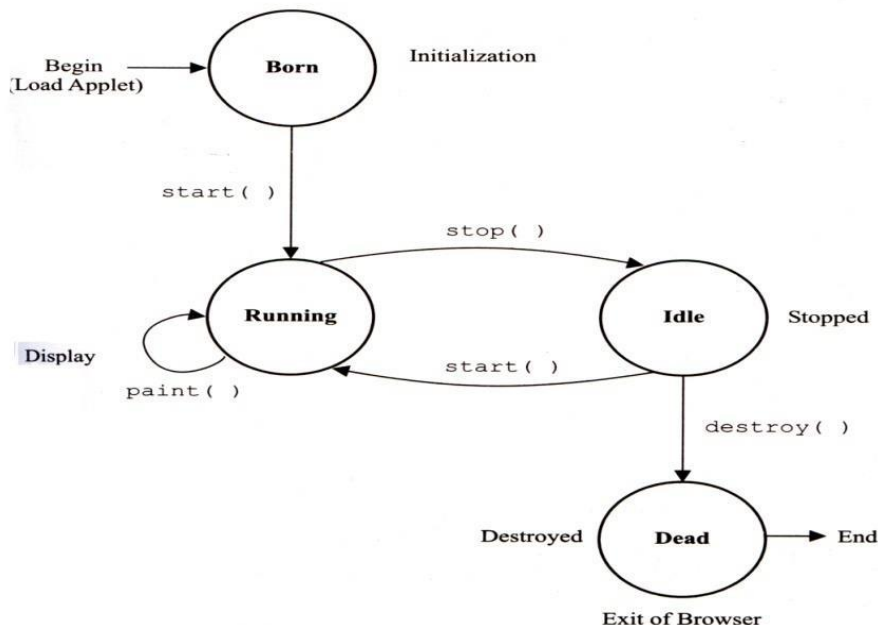 Begin
(Load Applet)
Born
Initialization
start( )
stop( )
Running
Idle
Stopped
Display
paint( )
start( )
destroy( )
Destroyed
Dead
End
Exit of Browser